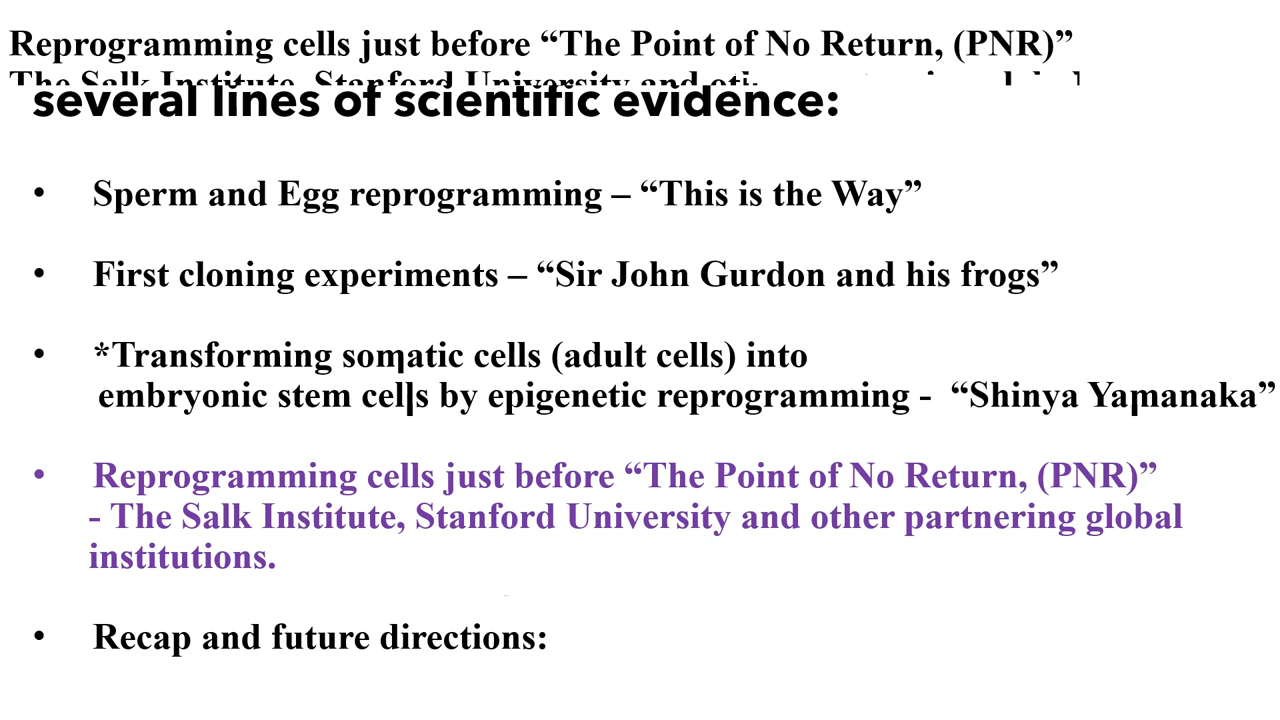 Reprogramming cells just before “The Point of No Return, (PNR)”
The Salk Institute, Stanford University and
several lines of scientific evidence:
• Sperm and Egg reprogramming – “This is the Way”
• First cloning experiments – “Sir John Gurdon and his frogs”
• *Transforming somatic cells (adult cells) into
embryonic stem cells by epigenetic reprogramming - “Shinya Yamanaka”
• Reprogramming cells just before “The Point of No Return, (PNR)”
- The Salk Institute, Stanford University and other partnering global
institutions.
• Recap and future directions: